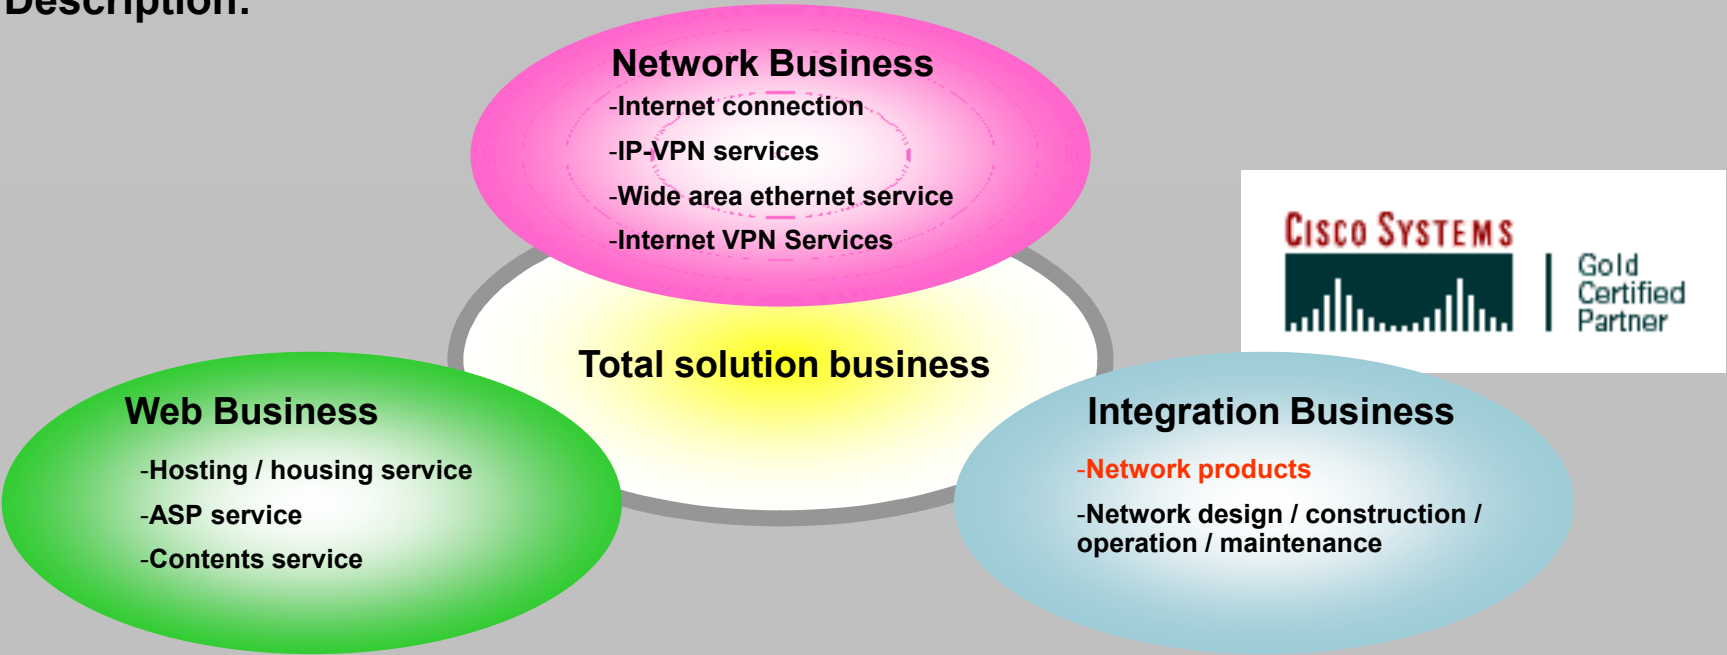 Description:
Network Business
-Internet connection
-IP-VPN services
-Wide area ethernet service
-Internet VPN Services
CISCO SYSTEMS
Gold
Certified
Partner
Total solution business
Web Business
-Hosting / housing service
-ASP service
-Contents service
Integration Business
-Network products
-Network design / construction /
operation / maintenance